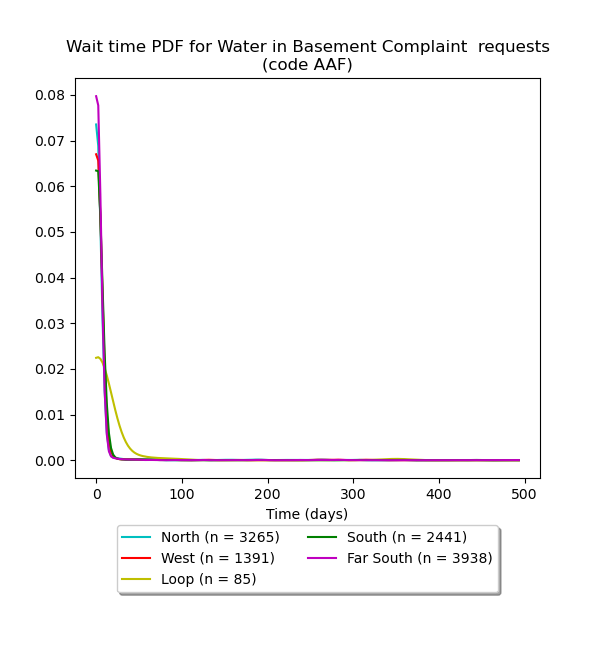 Wait time PDF for Water in Basement Complaint  requests
(code AAF)
0.08
0.07
0.06
0.05
0.04
0.03
0.02
0.01
0.00
0 100 200 300 400 500
Time (days)
North (n = 3265)
West (n = 1391)
Loop (n = 85)
South (n = 2441)
Far South (n = 3938)